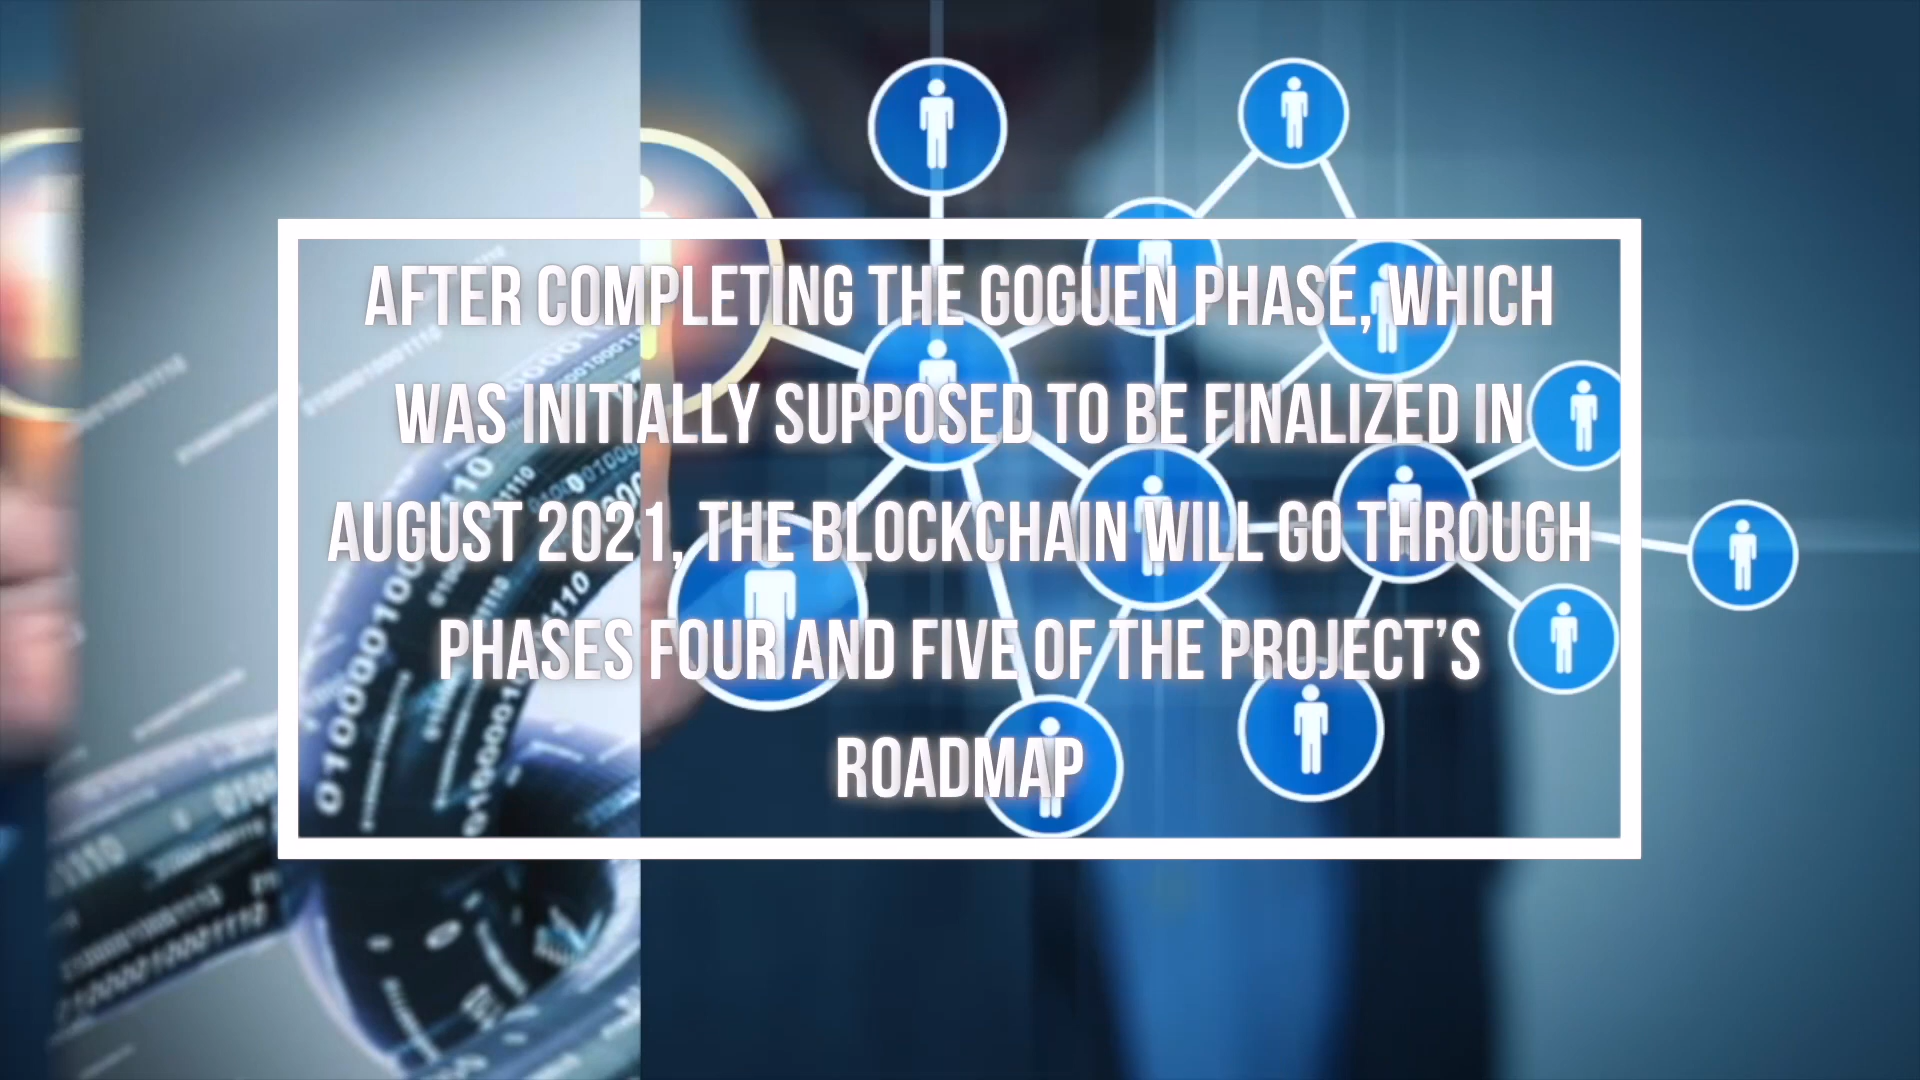 AFTER COMPLETING THE GOGUEN PHASE, WHICH
WAS INITIALLY SUPPOSED TO BE FINALIZED IN
AUGUST 2021, THE BLOCKCHAIN WILL GO THROUGH
PHASES FOUR AND FIVE OF THE PROJECT’S
ROADMAP